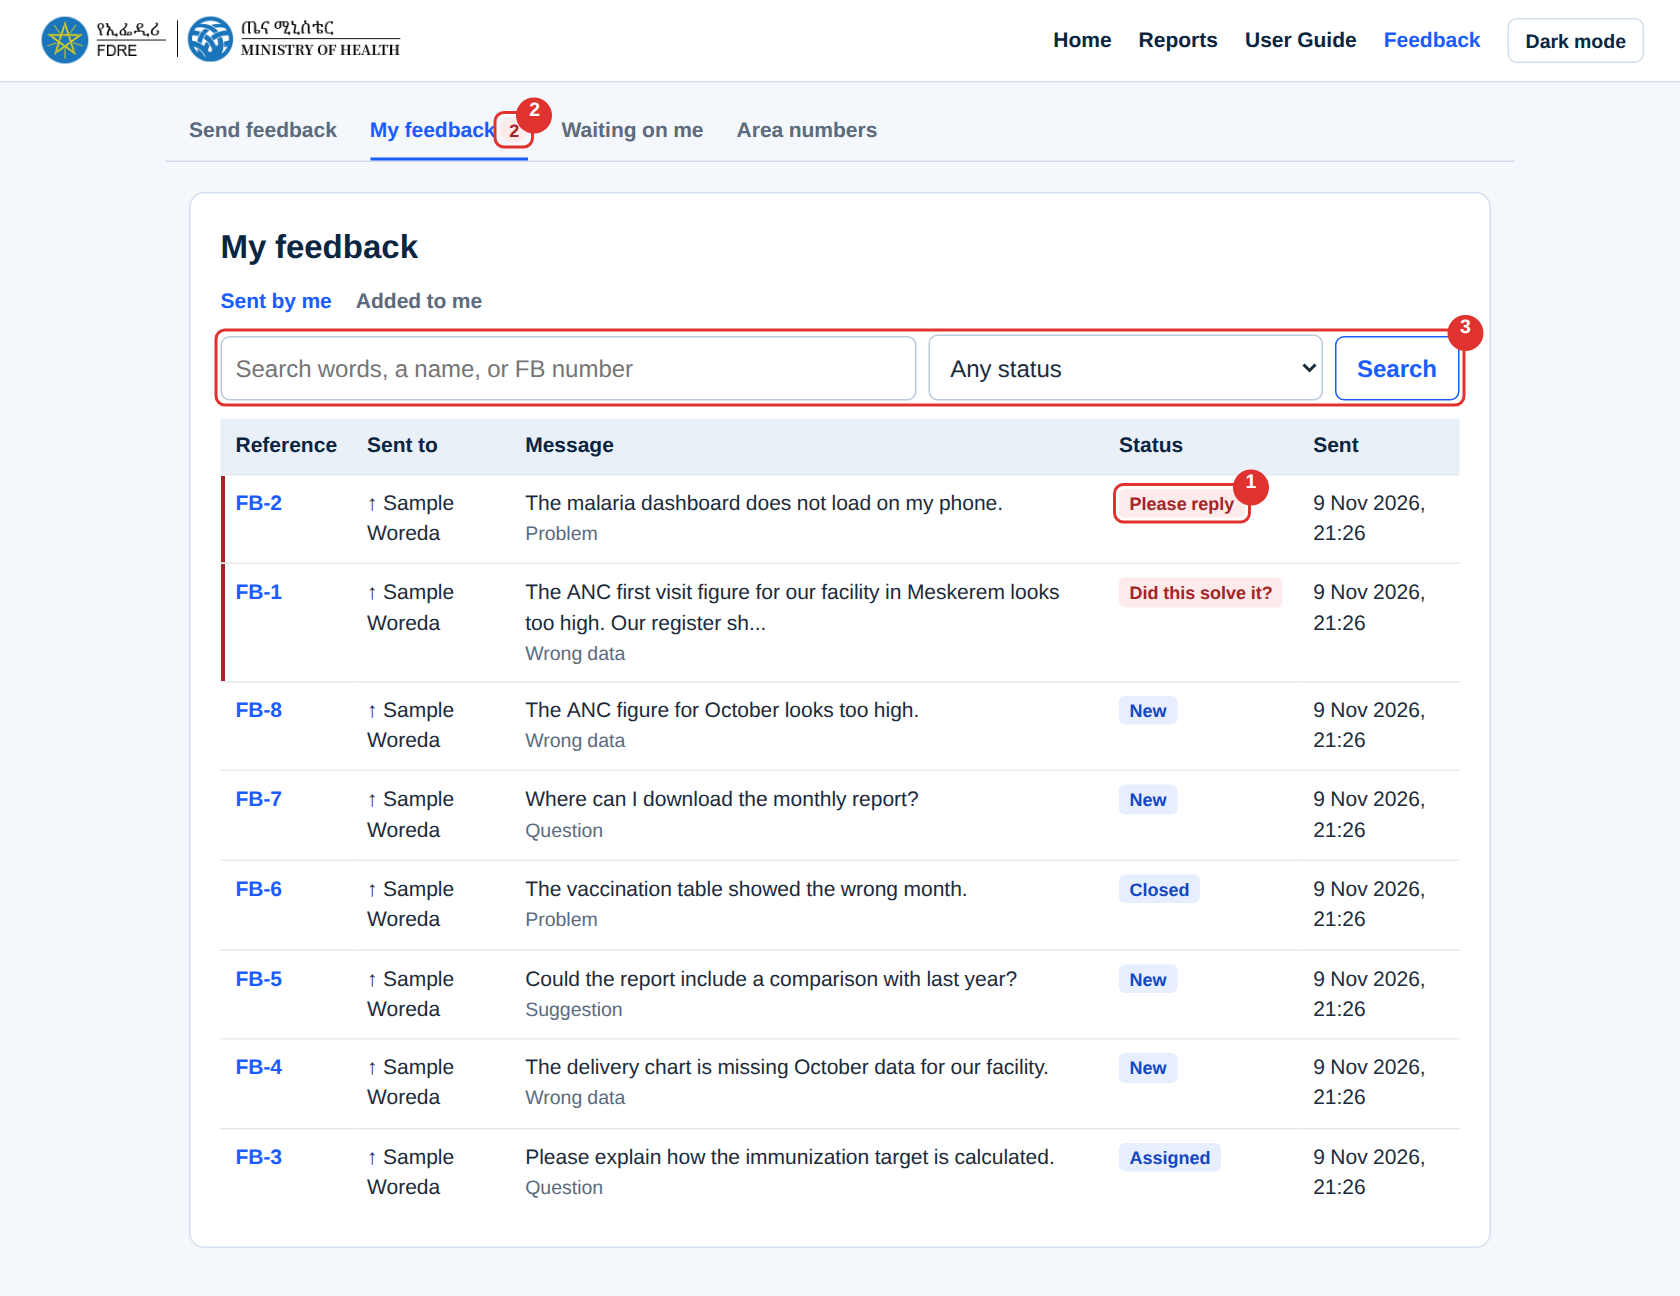 የኢፌዲሪ
FDRE
ጤና ሚኒስቴር
MINISTRY OF HEALTH
Home Reports User Guide Feedback Dark mode
Send feedback My feedback 2 2 Waiting on me Area numbers
My feedback
Sent by me Added to me
3
Search words, a name, or FB number Any status Search
Reference Sent to Message Status Sent
1
FB-2 ↑ Sample The malaria dashboard does not load on my phone. Please reply 9 Nov 2026,
Woreda Problem 21:26
FB-1 ↑ Sample The ANC first visit figure for our facility in Meskerem looks Did this solve it? 9 Nov 2026,
Woreda too high. Our register sh... 21:26
Wrong data
FB-8 ↑ Sample The ANC figure for October looks too high. New 9 Nov 2026,
Woreda Wrong data 21:26
FB-7 ↑ Sample Where can I download the monthly report? New 9 Nov 2026,
Woreda Question 21:26
FB-6 ↑ Sample The vaccination table showed the wrong month. Closed 9 Nov 2026,
Woreda Problem 21:26
FB-5 ↑ Sample Could the report include a comparison with last year? New 9 Nov 2026,
Woreda Suggestion 21:26
FB-4 ↑ Sample The delivery chart is missing October data for our facility. New 9 Nov 2026,
Woreda Wrong data 21:26
FB-3 ↑ Sample Please explain how the immunization target is calculated. Assigned 9 Nov 2026,
Woreda Question 21:26